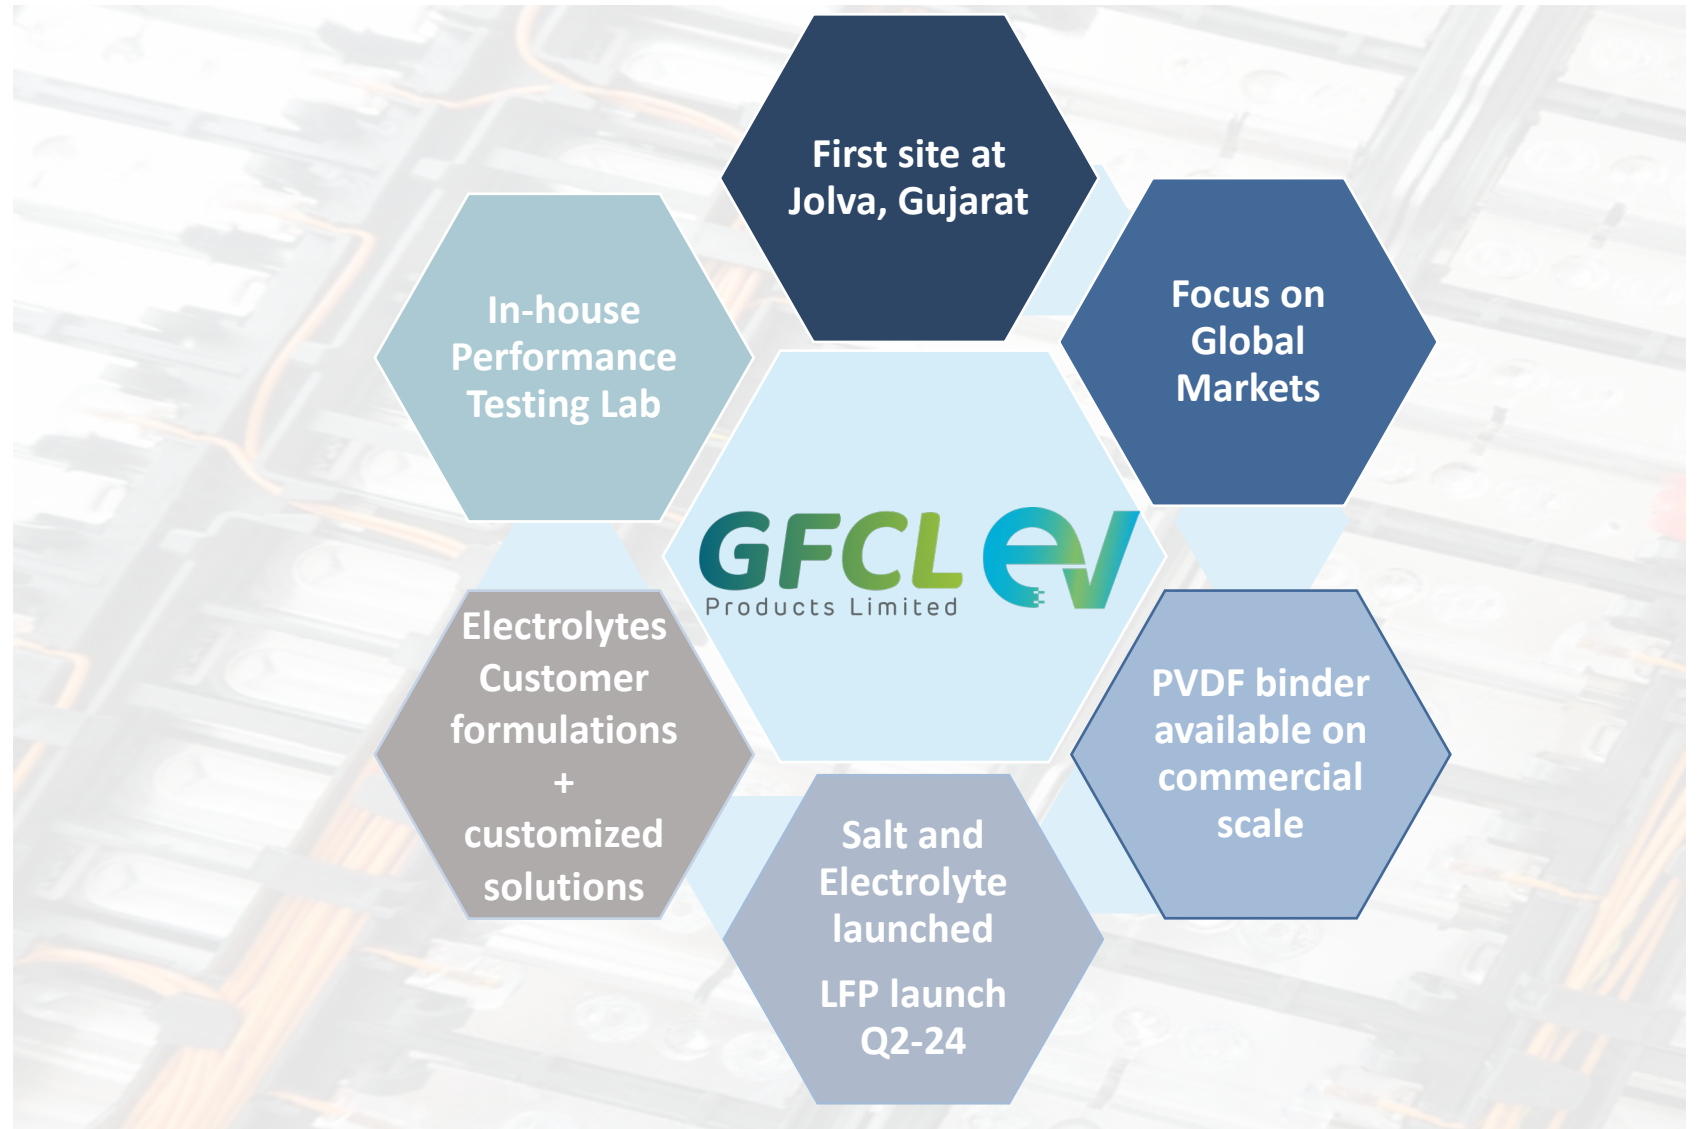 First site at
Jolva, Gujarat
Focus on
Global
Markets
PVDF binder
available on
commercial
scale
Salt and
Electrolyte
launched
LFP launch
Q2-24
Electrolytes
Customer
formulations
+
customized
solutions
In-house
Performance
Testing Lab
GFCL ev
Products Limited